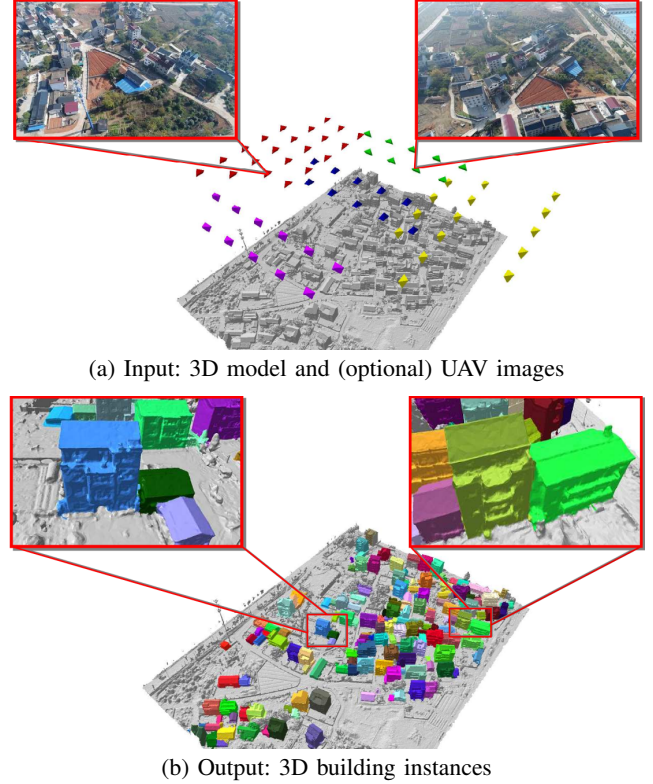 (a) Input: 3D model and (optional) UAV images
(b) Output: 3D building instances